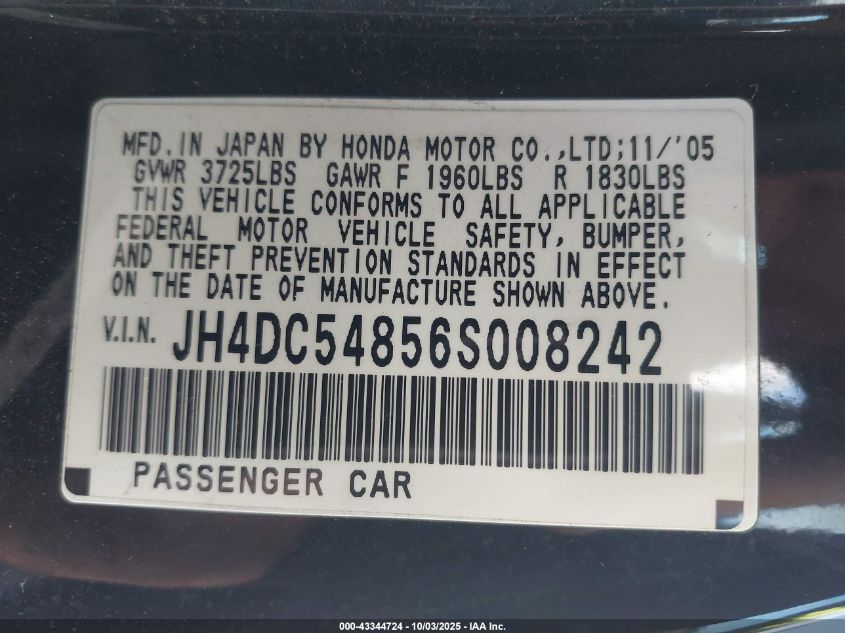 MFD. IN JAPAN BY HONDA MOTOR CO.,LTD;11/'05
GVWR 3725LBS GAWR F 1960LBS R 1830LBS
THIS VEHICLE CONFORMS TO ALL APPLICABLE
FEDERAL MOTOR VEHICLE SAFETY, BUMPER,
AND THEFT PREVENTION STANDARDS IN EFFECT
ON THE DATE OF MANUFACTURE SHOWN ABOVE.
V.I.N. JH4DC54856S008242
PASSENGER CAR
000-43344724 - 10/03/2025 - IAA Inc.